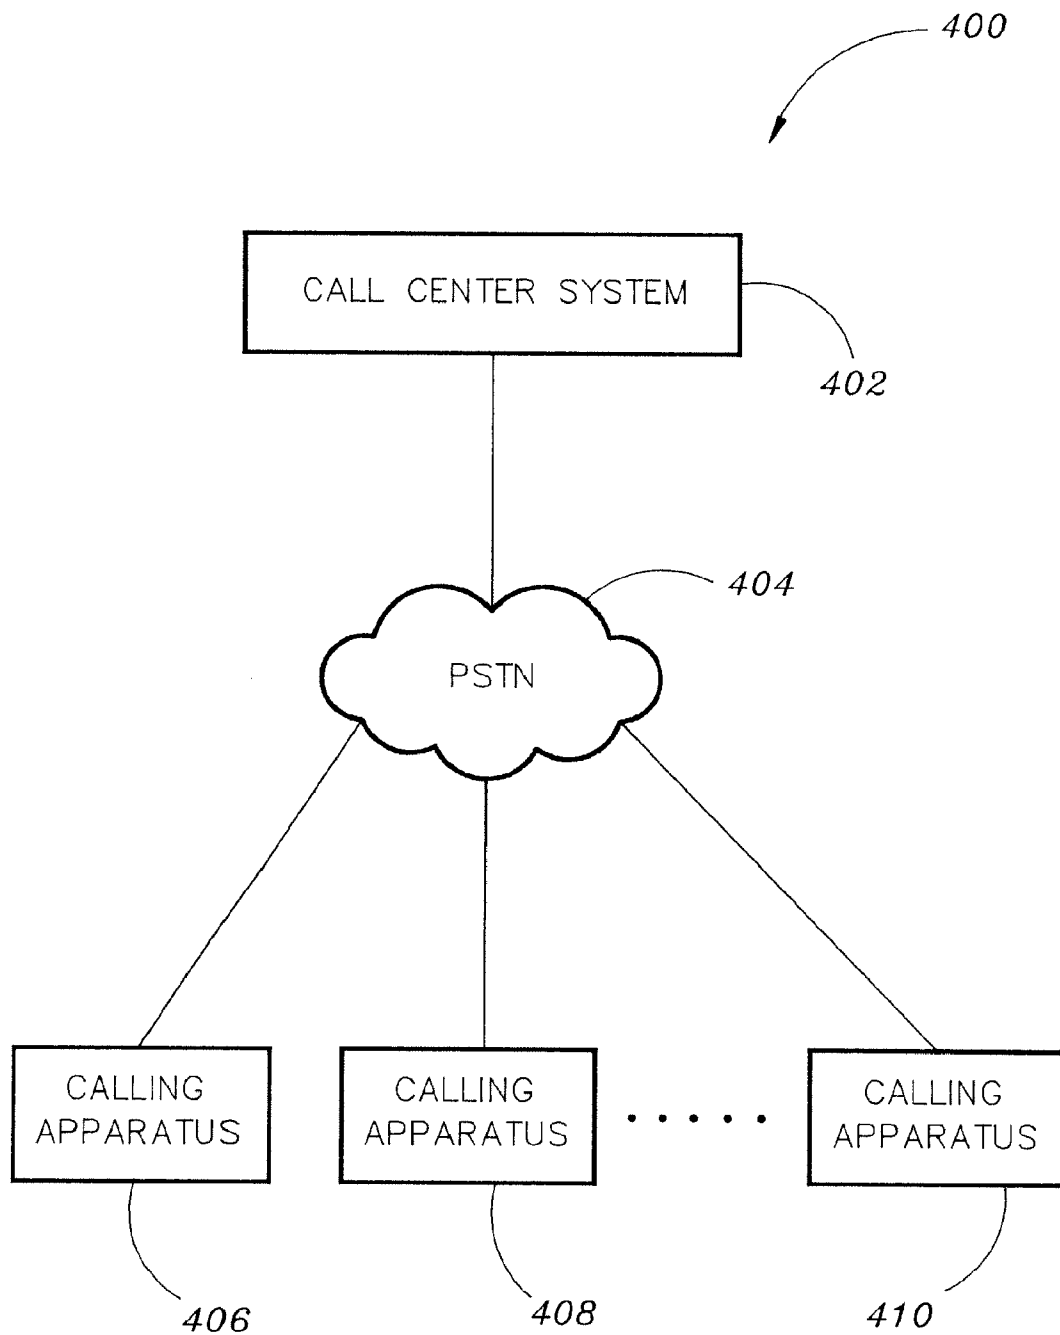 400
CALL CENTER SYSTEM
402
404
PSTN
CALLING
APPARATUS
CALLING
APPARATUS
CALLING
APPARATUS
406
408
410